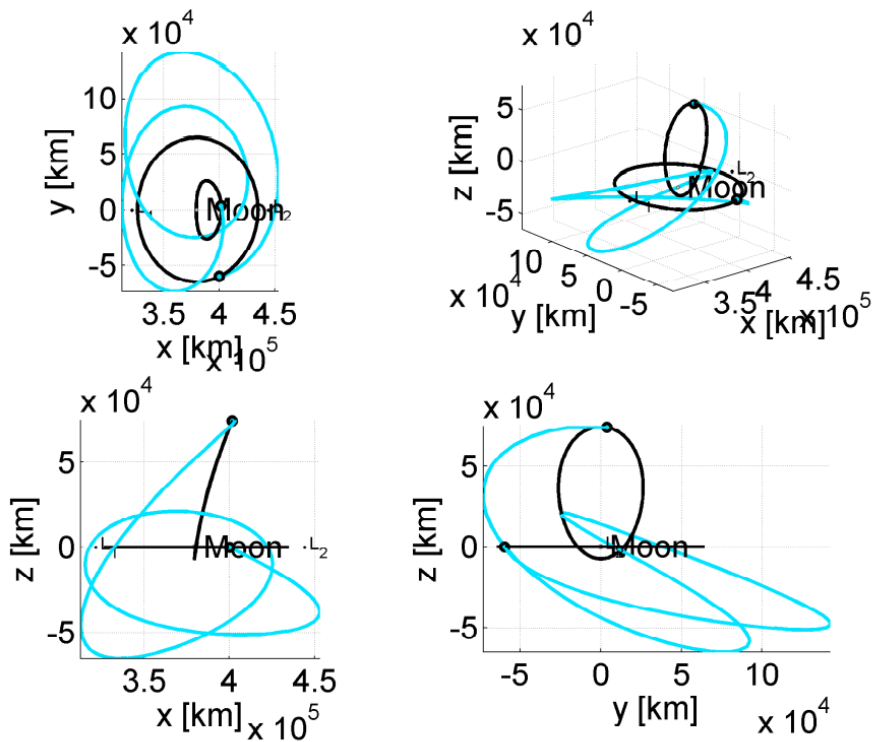 x 10^4
10
5
0
-5
y [km]
L1
Moon
L2
3.5 4 4.5
x [km]
x 10^5
x 10^4
5
0
-5
z [km]
L2
Moon
L1
10 5 0 -5
x 10^4
y [km]
3.5 4 4.5
x [km]
x 10^5
x 10^4
5
0
-5
z [km]
L1
Moon
L2
3.5 4 4.5
x [km]
x 10^5
x 10^4
5
0
-5
z [km]
Moon
-5 0 5 10
y [km]
x 10^4